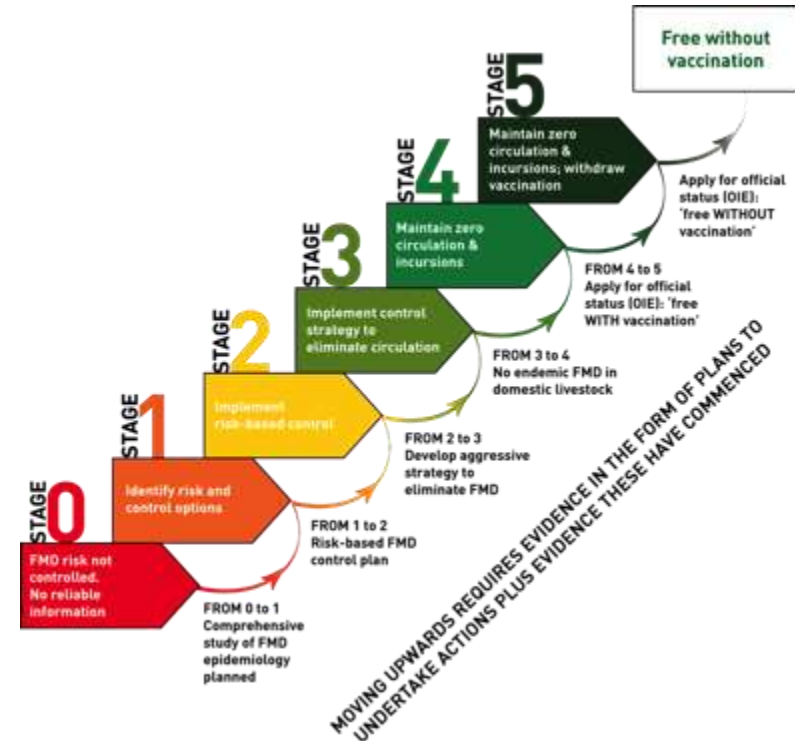 Free without
vaccination
STAGE 5
Maintain zero
circulation &
incursions; withdraw
vaccination
Apply for official
status (OIE):
'free WITHOUT
vaccination'
STAGE 4
Maintain zero
circulation &
incursions
FROM 4 to 5
Apply for official
status (OIE): 'free
WITH vaccination'
STAGE 3
Implement control
strategy to
eliminate circulation
FROM 3 to 4
No endemic FMD in
domestic livestock
STAGE 2
Implement
risk-based control
FROM 2 to 3
Develop aggressive
strategy to
eliminate FMD
STAGE 1
Identify risk and
control options
FROM 1 to 2
Risk-based FMD
control plan
STAGE 0
FMD risk not
controlled.
No reliable
information
FROM 0 to 1
Comprehensive
study of FMD
epidemiology
planned
MOVING UPWARDS REQUIRES EVIDENCE IN THE FORM OF PLANS TO
UNDERTAKE ACTIONS PLUS EVIDENCE THESE HAVE COMMENCED